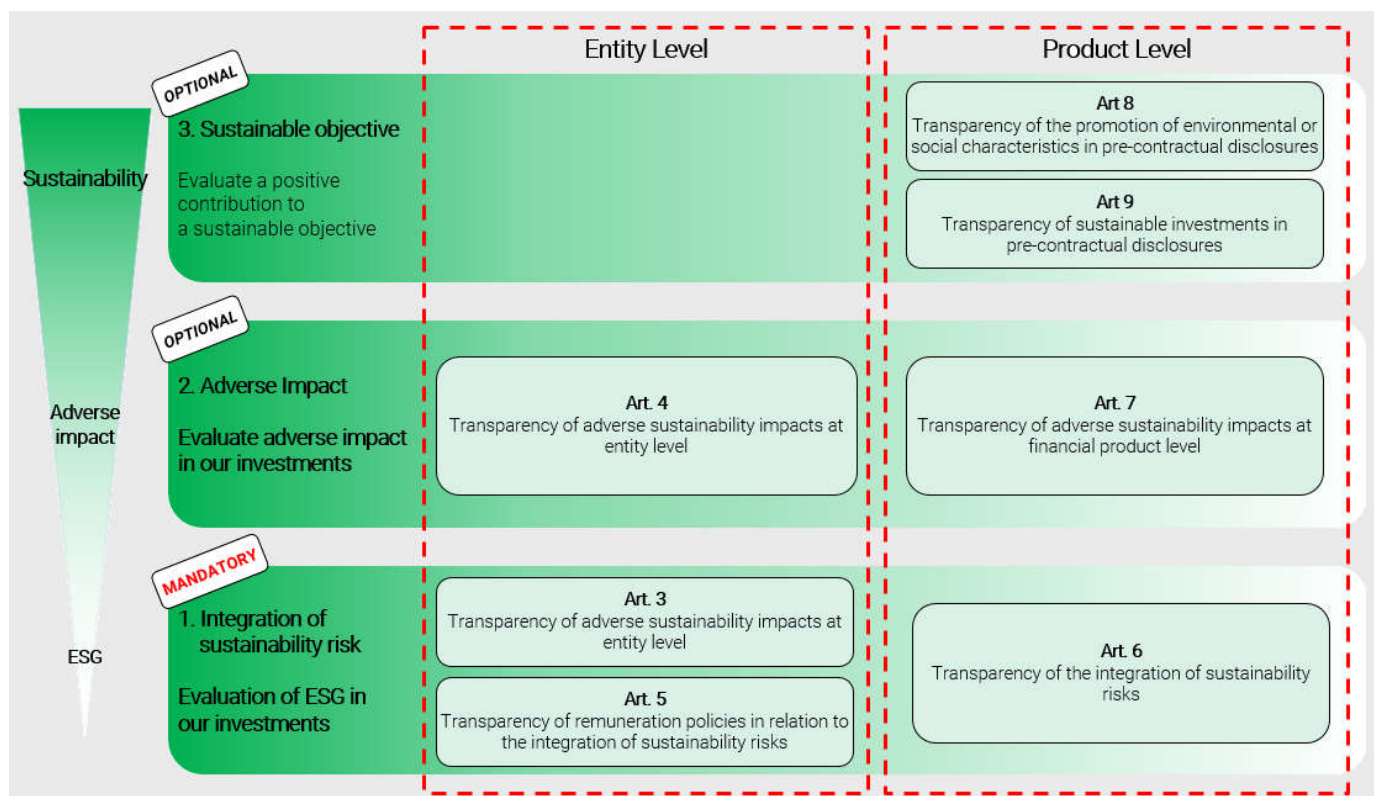 Entity Level
Product Level
OPTIONAL
3. Sustainable objective
Evaluate a positive
contribution to
a sustainable objective
Art 8
Transparency of the promotion of environmental or
social characteristics in pre-contractual disclosures
Art 9
Transparency of sustainable investments in
pre-contractual disclosures
Sustainability
OPTIONAL
2. Adverse Impact
Evaluate adverse impact
in our investments
Art. 4
Transparency of adverse sustainability impacts at
entity level
Art. 7
Transparency of adverse sustainability impacts at
financial product level
Adverse
impact
MANDATORY
1. Integration of
sustainability risk
Evaluation of ESG in
our investments
Art. 3
Transparency of adverse sustainability impacts at
entity level
Art. 5
Transparency of remuneration policies in relation to
the integration of sustainability risks
Art. 6
Transparency of the integration of sustainability
risks
ESG